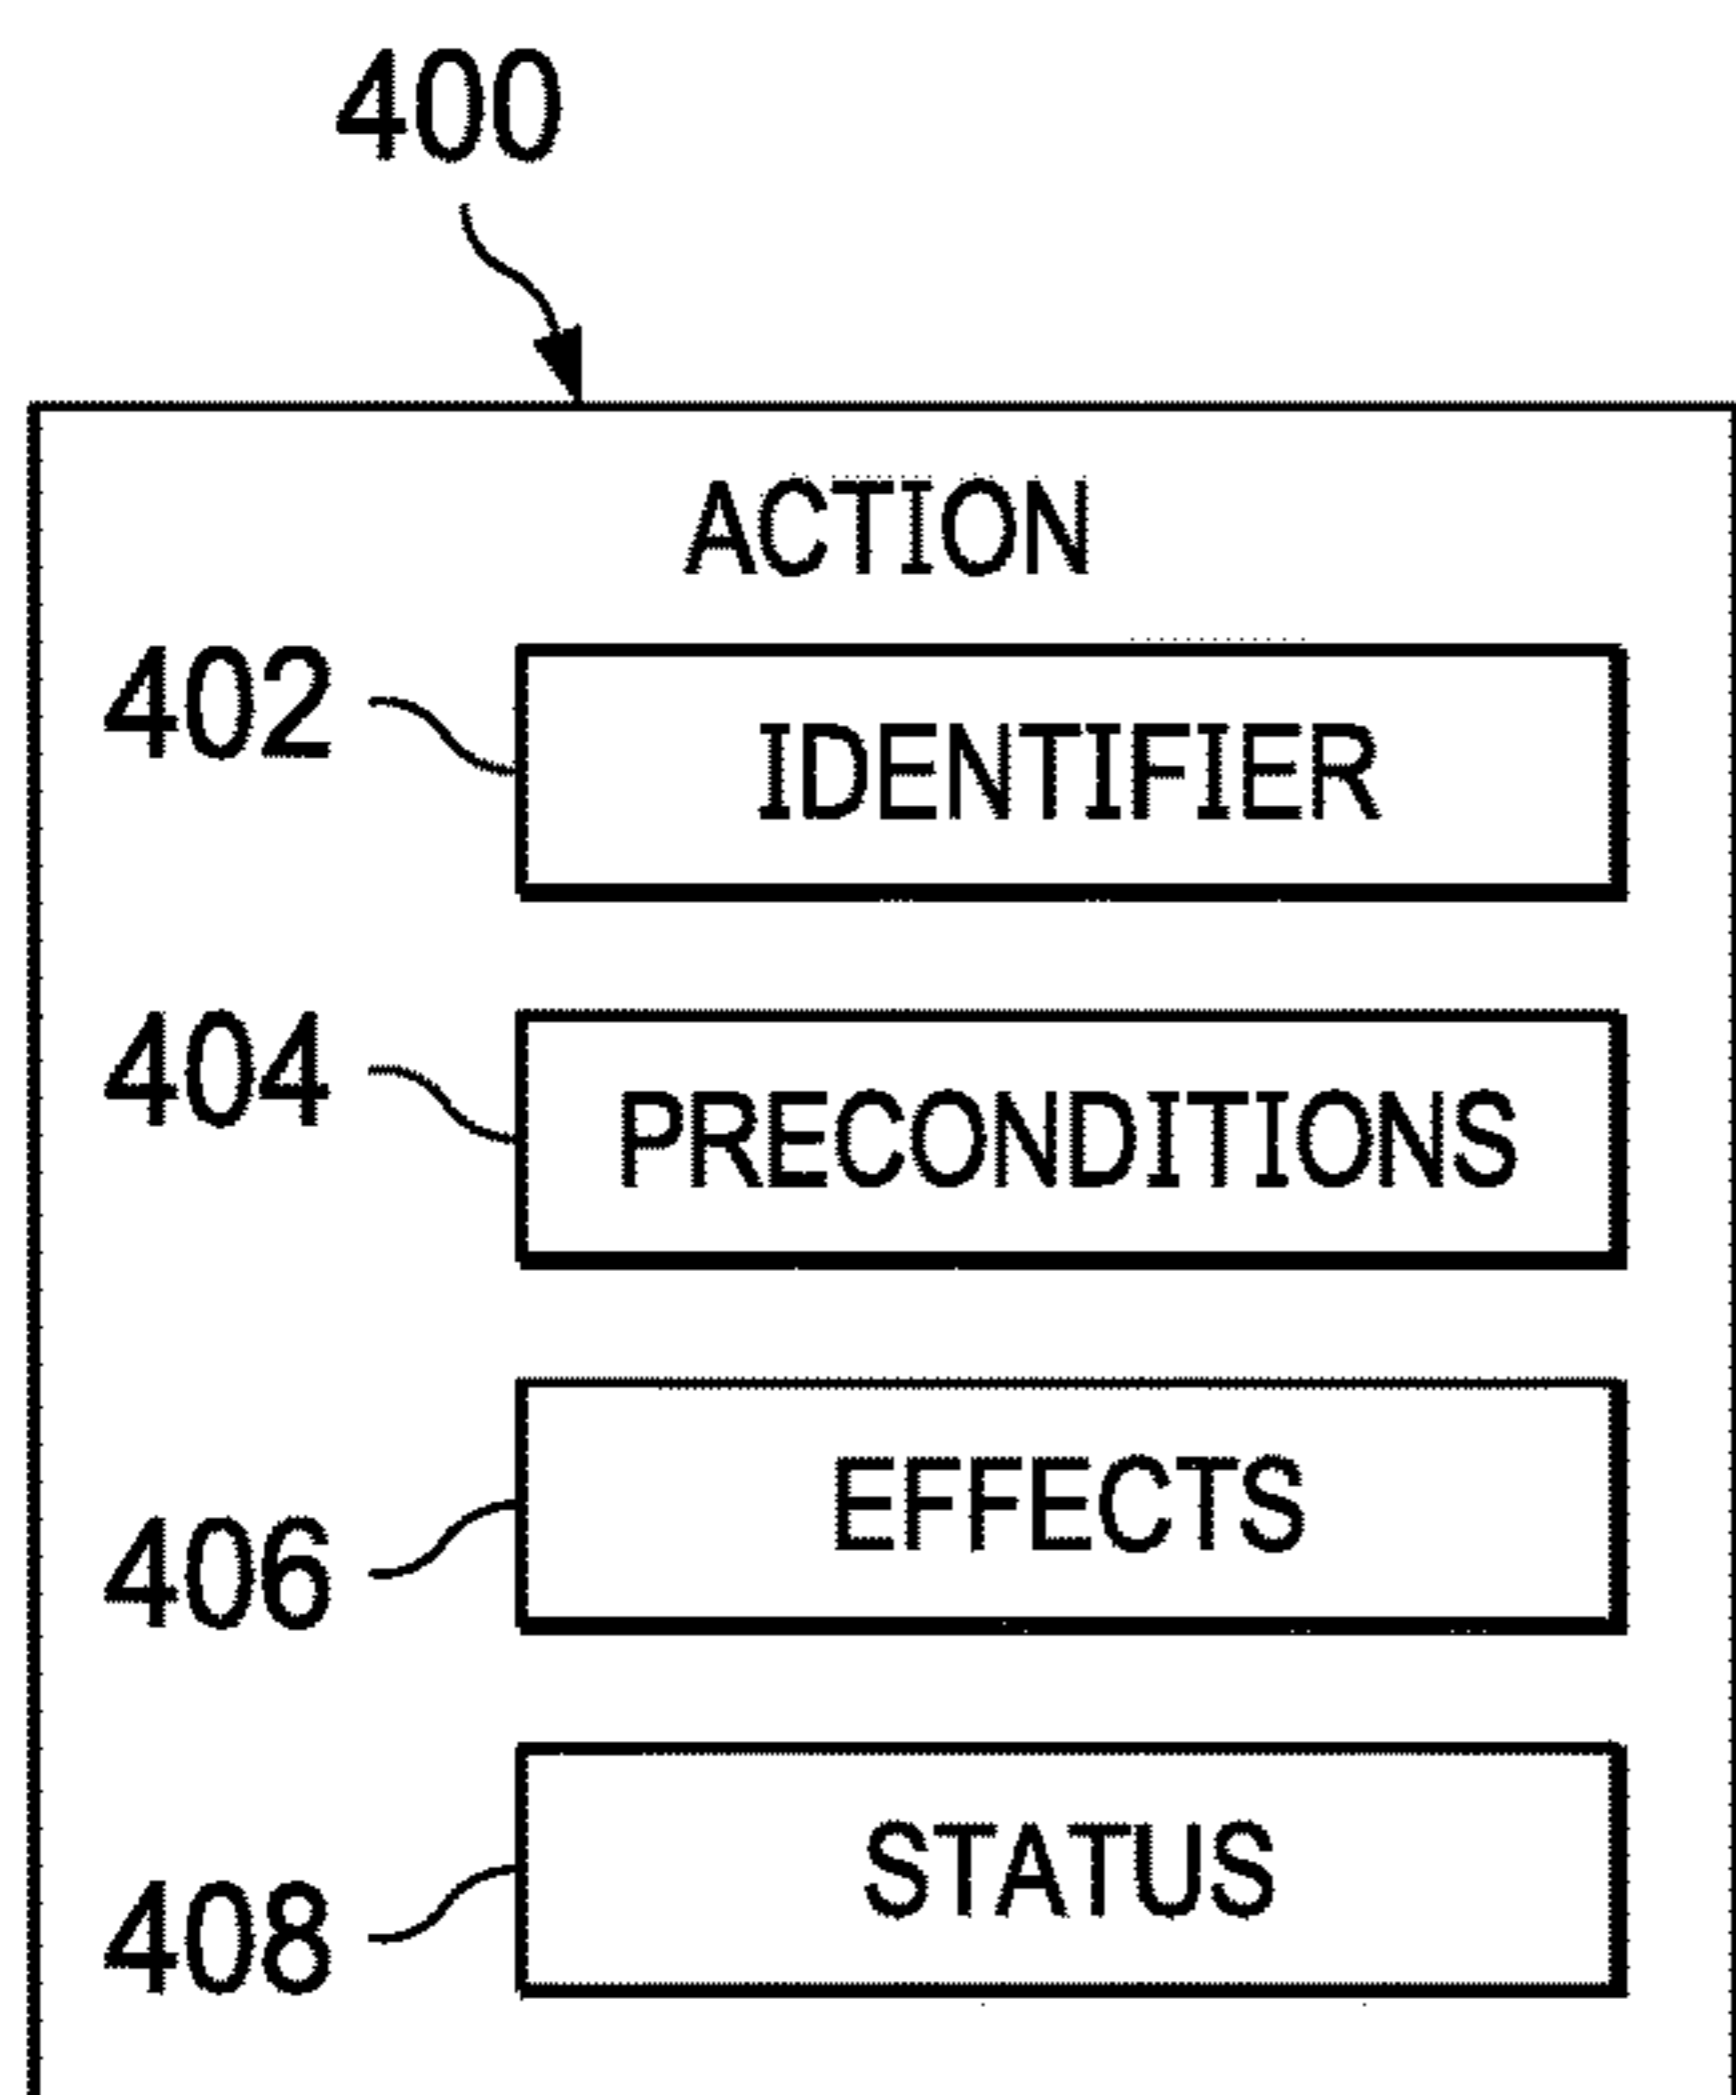 400
ACTION
402
IDENTIFIER
404
PRECONDITIONS
EFFECTS
406
STATUS
408